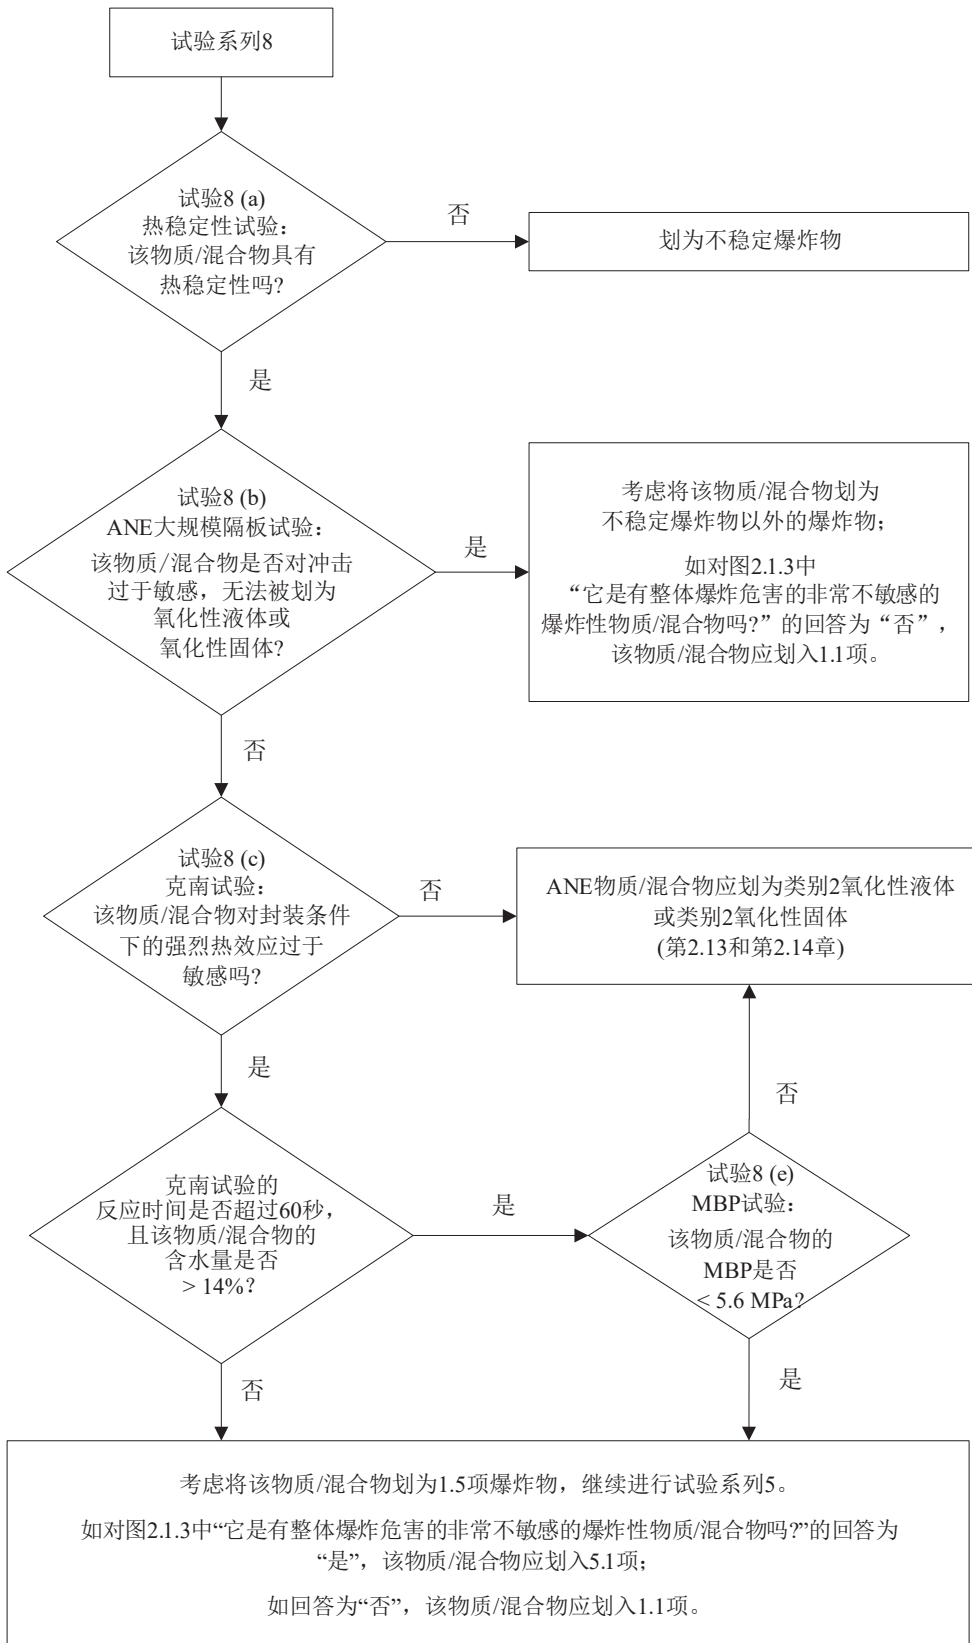 试验系列8
试验8 (a)
热稳定性试验：
该物质/混合物具有
热稳定性吗?
否
划为不稳定爆炸物
是
试验8 (b)
ANE大规模隔板试验：
该物质/混合物是否对冲击
过于敏感，无法被划为
氧化性液体或
氧化性固体?
是
考虑将该物质/混合物划为
不稳定爆炸物以外的爆炸物；
如对图2.1.3中
“它是有整体爆炸危害的非常不敏感的
爆炸性物质/混合物吗?”的回答为“否”，
该物质/混合物应划入1.1项。
否
试验8 (c)
克南试验：
该物质/混合物对封装条件
下的强烈热效应过于
敏感吗?
否
ANE物质/混合物应划为类别2氧化性液体
或类别2氧化性固体
(第2.13和第2.14章)
是
否
克南试验的
反应时间是否超过60秒，
且该物质/混合物的
含水量是否
> 14%?
是
试验8 (e)
MBP试验：
该物质/混合物的
MBP是否
< 5.6 MPa?
否
是
考虑将该物质/混合物划为1.5项爆炸物，继续进行试验系列5。
如对图2.1.3中“它是有整体爆炸危害的非常不敏感的爆炸性物质/混合物吗?”的回答为
“是”，该物质/混合物应划入5.1项；
如回答为“否”，该物质/混合物应划入1.1项。